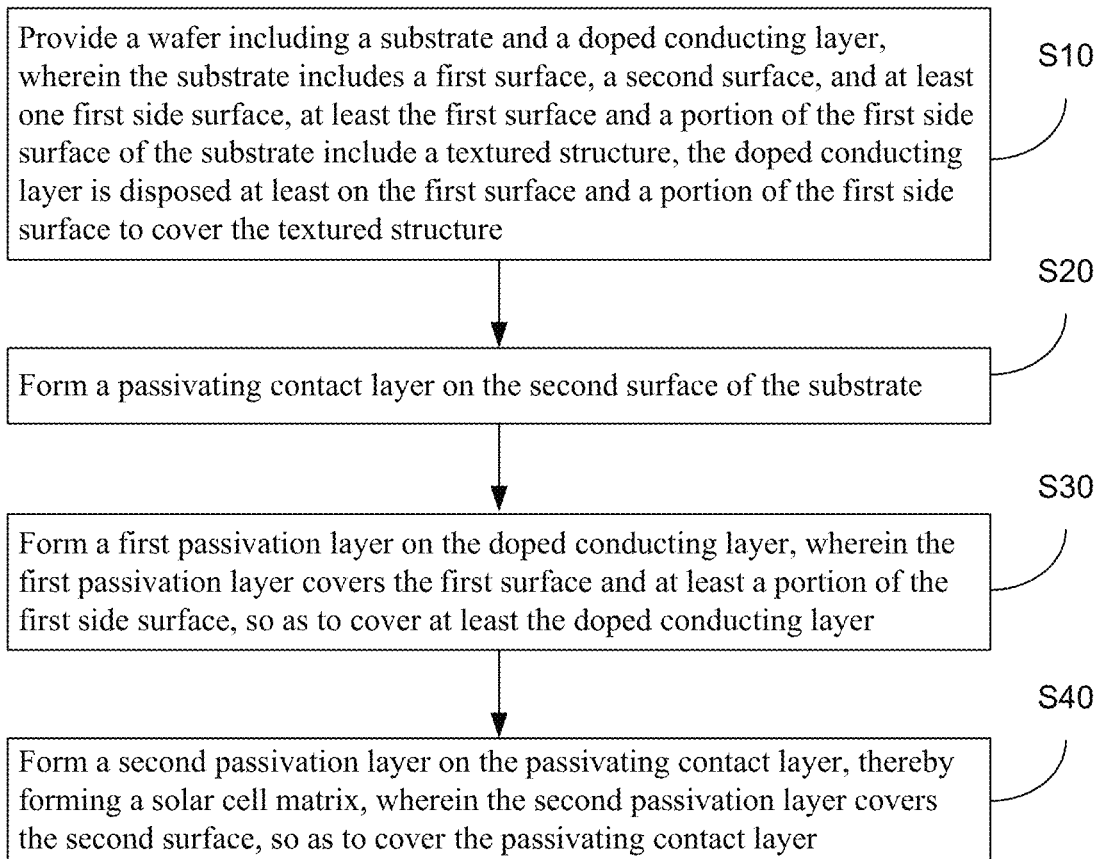 Provide a wafer including a substrate and a doped conducting layer,
wherein the substrate includes a first surface, a second surface, and at least
one first side surface, at least the first surface and a portion of the first side
surface of the substrate include a textured structure, the doped conducting
layer is disposed at least on the first surface and a portion of the first side
surface to cover the textured structure
S10
Form a passivating contact layer on the second surface of the substrate
S20
Form a first passivation layer on the doped conducting layer, wherein the
first passivation layer covers the first surface and at least a portion of the
first side surface, so as to cover at least the doped conducting layer
S30
Form a second passivation layer on the passivating contact layer, thereby
forming a solar cell matrix, wherein the second passivation layer covers
the second surface, so as to cover the passivating contact layer
S40